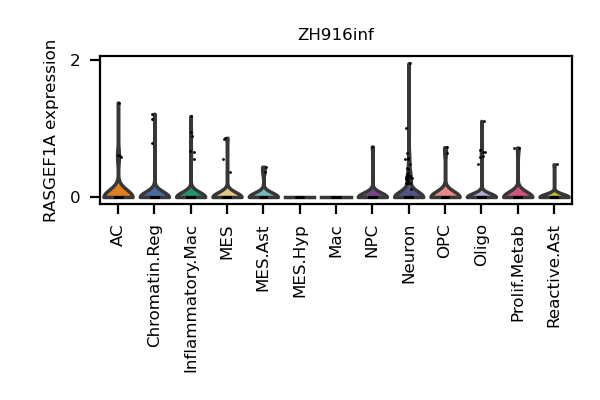 ZH916inf
RASGEF1A expression
2
0
AC
Chromatin.Reg
Inflammatory.Mac
MES
MES.Ast
MES.Hyp
Mac
NPC
Neuron
OPC
Oligo
Prolif.Metab
Reactive.Ast